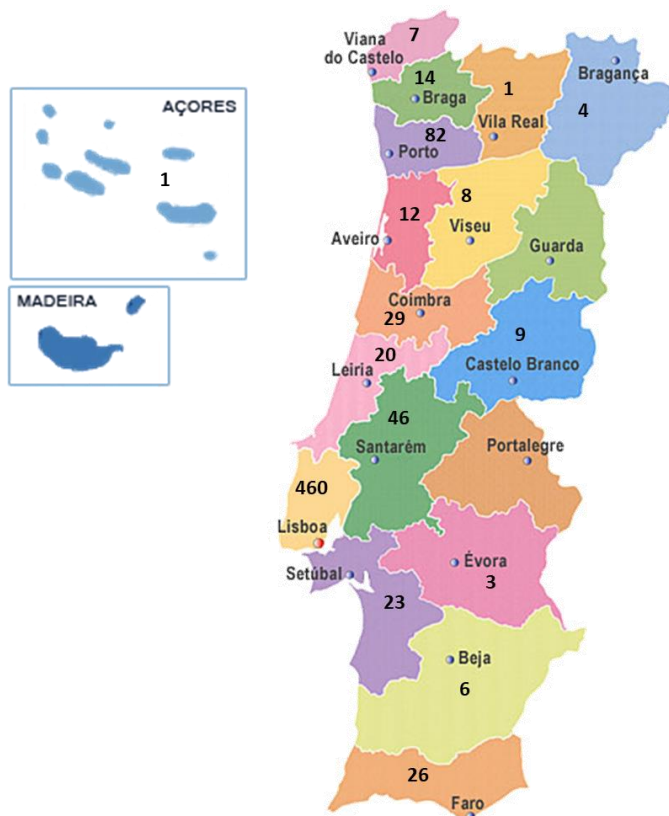 7
Viana
do Castelo
14
Braga
1
Vila Real
Bragança
4
AÇORES
1
82
Porto
12
Aveiro
8
Viseu
Guarda
MADEIRA
Coimbra
29
20
Leiria
9
Castelo Branco
46
Santarém
Portalegre
460
Lisboa
Setúbal
23
Évora
3
Beja
6
26
Faro